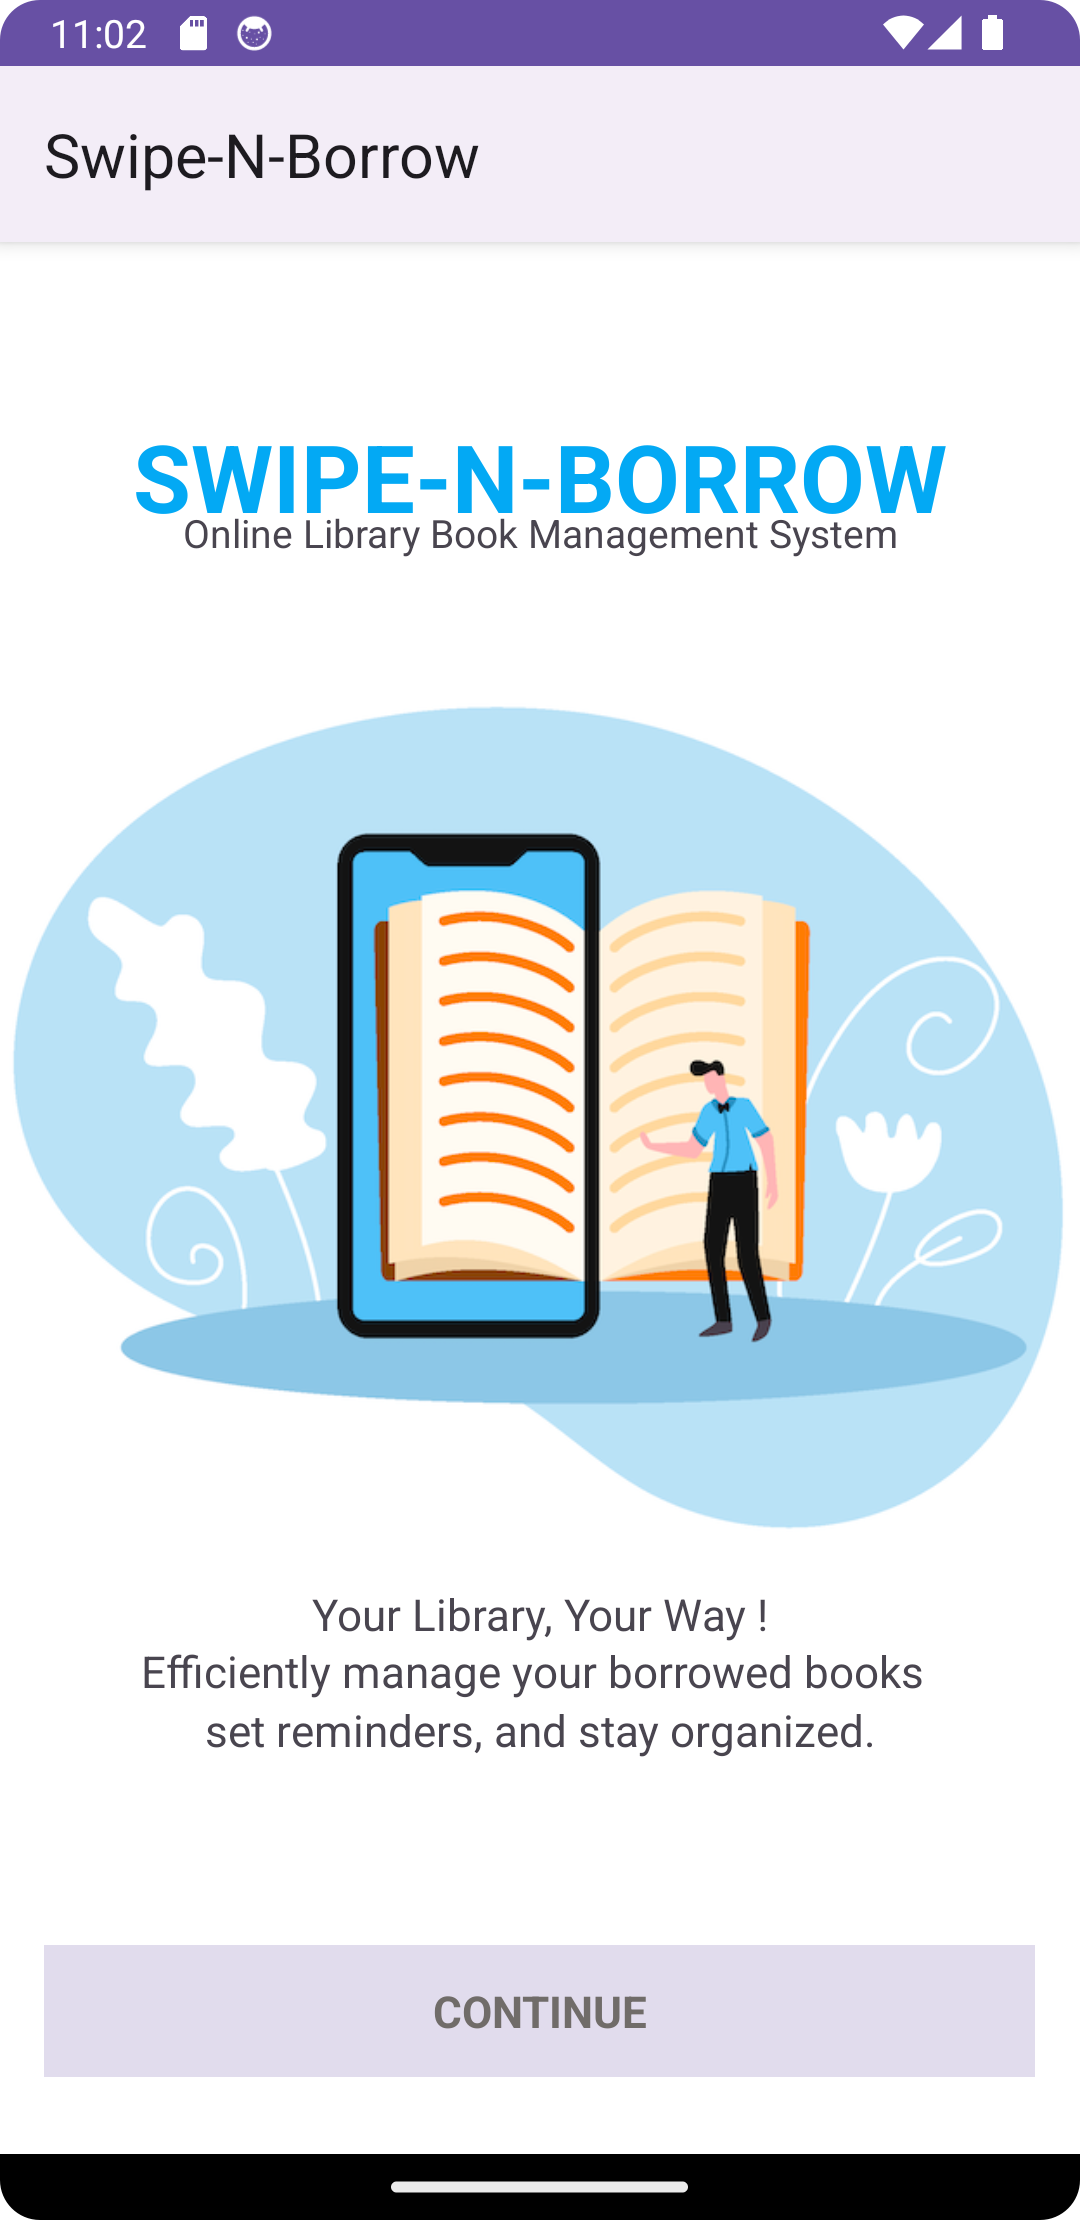 11:02
Swipe-N-Borrow
SWIPE-N-BORROW
Online Library Book Management System
Your Library, Your Way !
Efficiently manage your borrowed books
set reminders, and stay organized.
CONTINUE